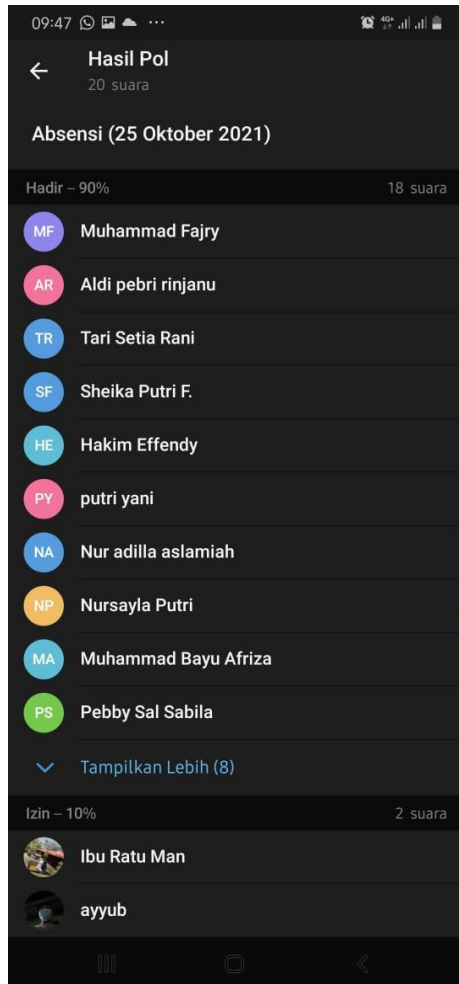 09:47
4G+
Hasil Pol
20 suara
Absensi (25 Oktober 2021)
Hadir – 90% 18 suara
MF Muhammad Fajry
AR Aldi pebri rinjanu
TR Tari Setia Rani
SF Sheika Putri F.
HE Hakim Effendy
PY putri yani
NA Nur adilla aslamiah
NP Nursayla Putri
MA Muhammad Bayu Afriza
PS Pebby Sal Sabila
Tampilkan Lebih (8)
Izin – 10% 2 suara
Ibu Ratu Man
ayyub